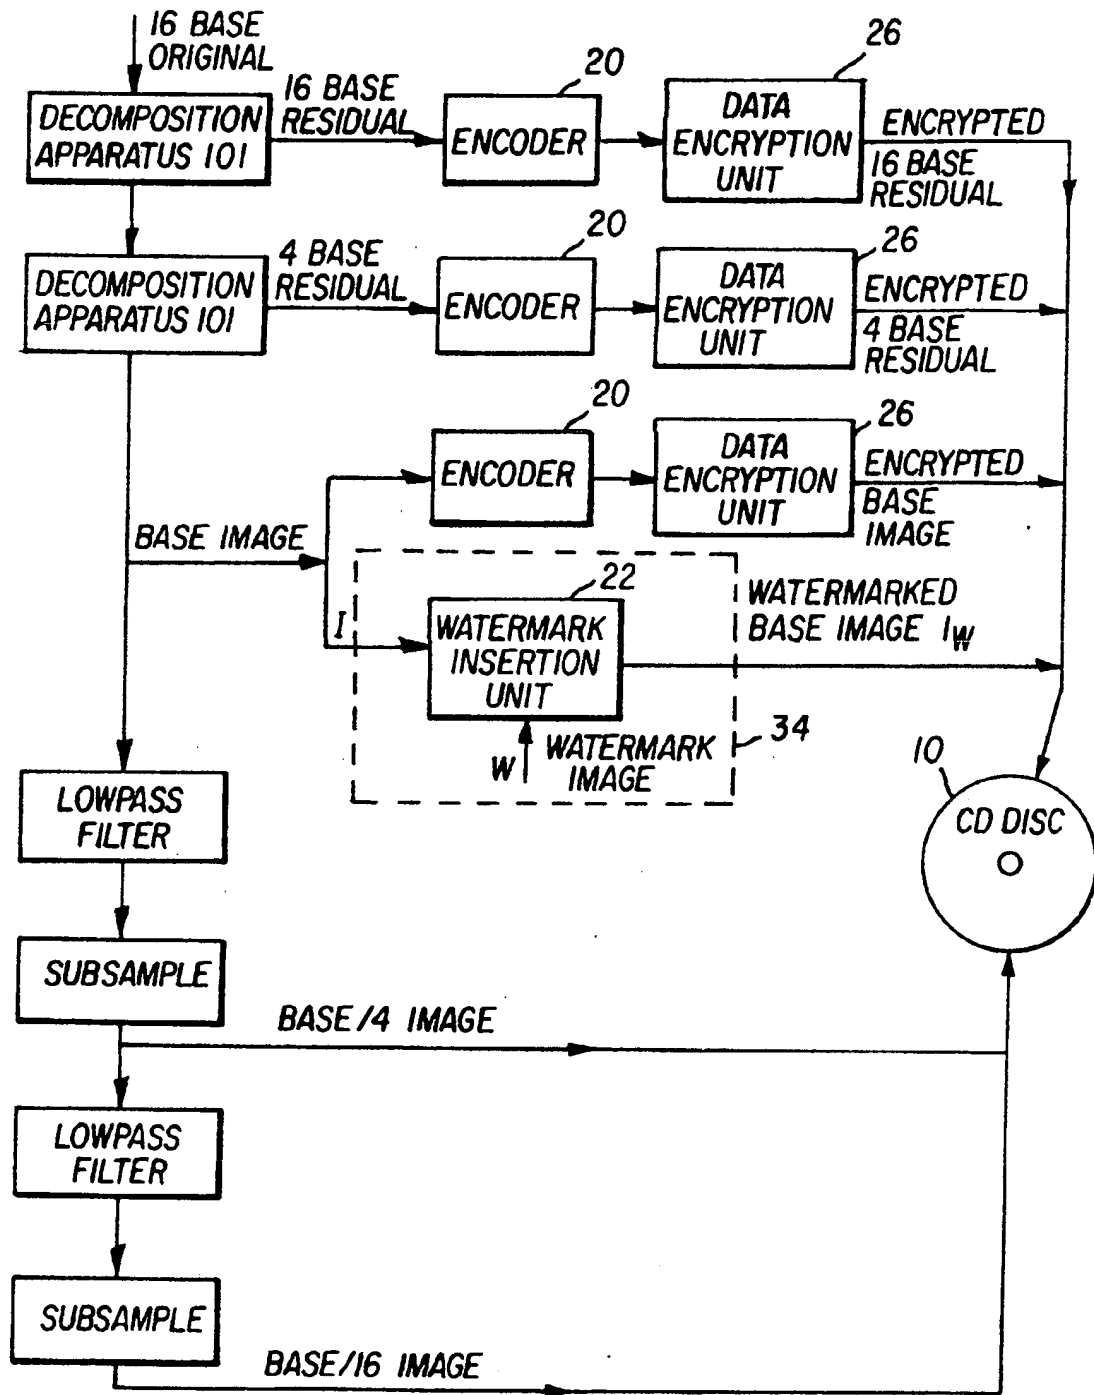 16 BASE
ORIGINAL
DECOMPOSITION
APPARATUS 101
16 BASE
RESIDUAL
20
ENCODER
26
DATA
ENCRYPTION
UNIT
ENCRYPTED
16 BASE
RESIDUAL
DECOMPOSITION
APPARATUS 101
4 BASE
RESIDUAL
20
ENCODER
26
DATA
ENCRYPTION
UNIT
ENCRYPTED
4 BASE
RESIDUAL
20
ENCODER
26
DATA
ENCRYPTION
UNIT
ENCRYPTED
BASE
IMAGE
BASE IMAGE
I
22
WATERMARK
INSERTION
UNIT
W
WATERMARK
IMAGE
34
WATERMARKED
BASE IMAGE IW
10
CD DISC
LOWPASS
FILTER
SUBSAMPLE
BASE/4 IMAGE
LOWPASS
FILTER
SUBSAMPLE
BASE/16 IMAGE